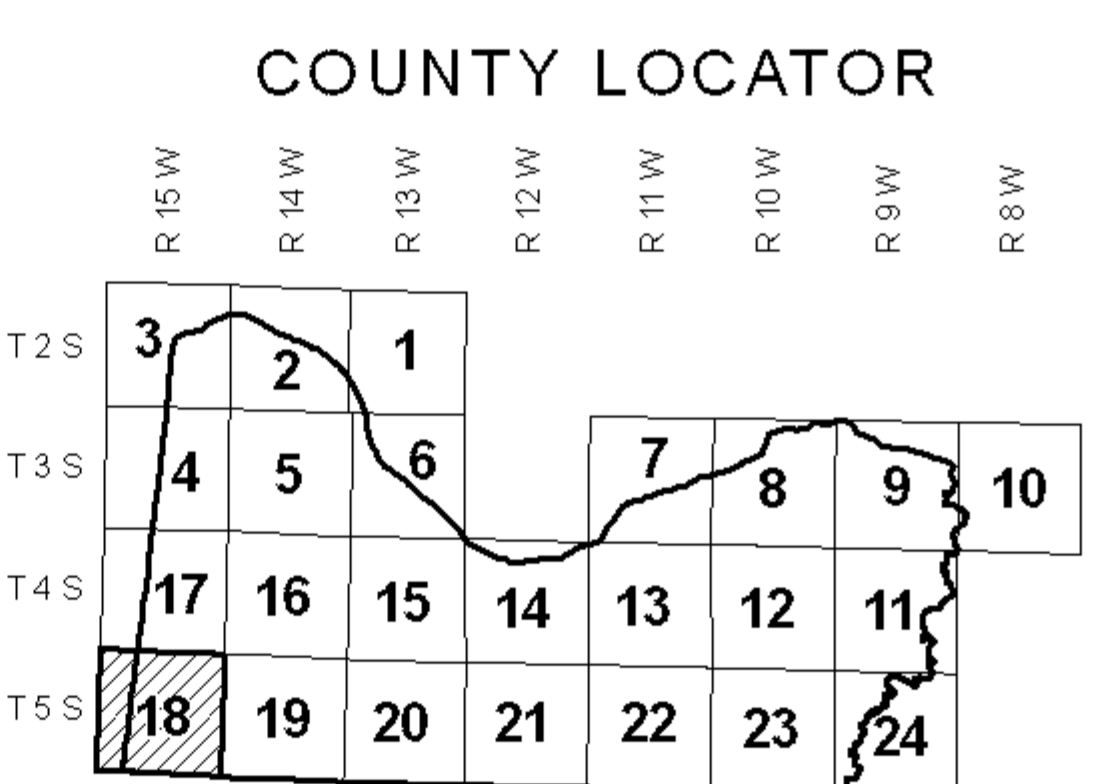 COUNTY LOCATOR
R 15 W R 14 W R 13 W R 12 W R 11 W R 10 W R 9 W R 8 W
T 2 S 3 2 1
T 3 S 4 5 6 7 8 9 10
T 4 S 17 16 15 14 13 12 11
T 5 S 18 19 20 21 22 23 24